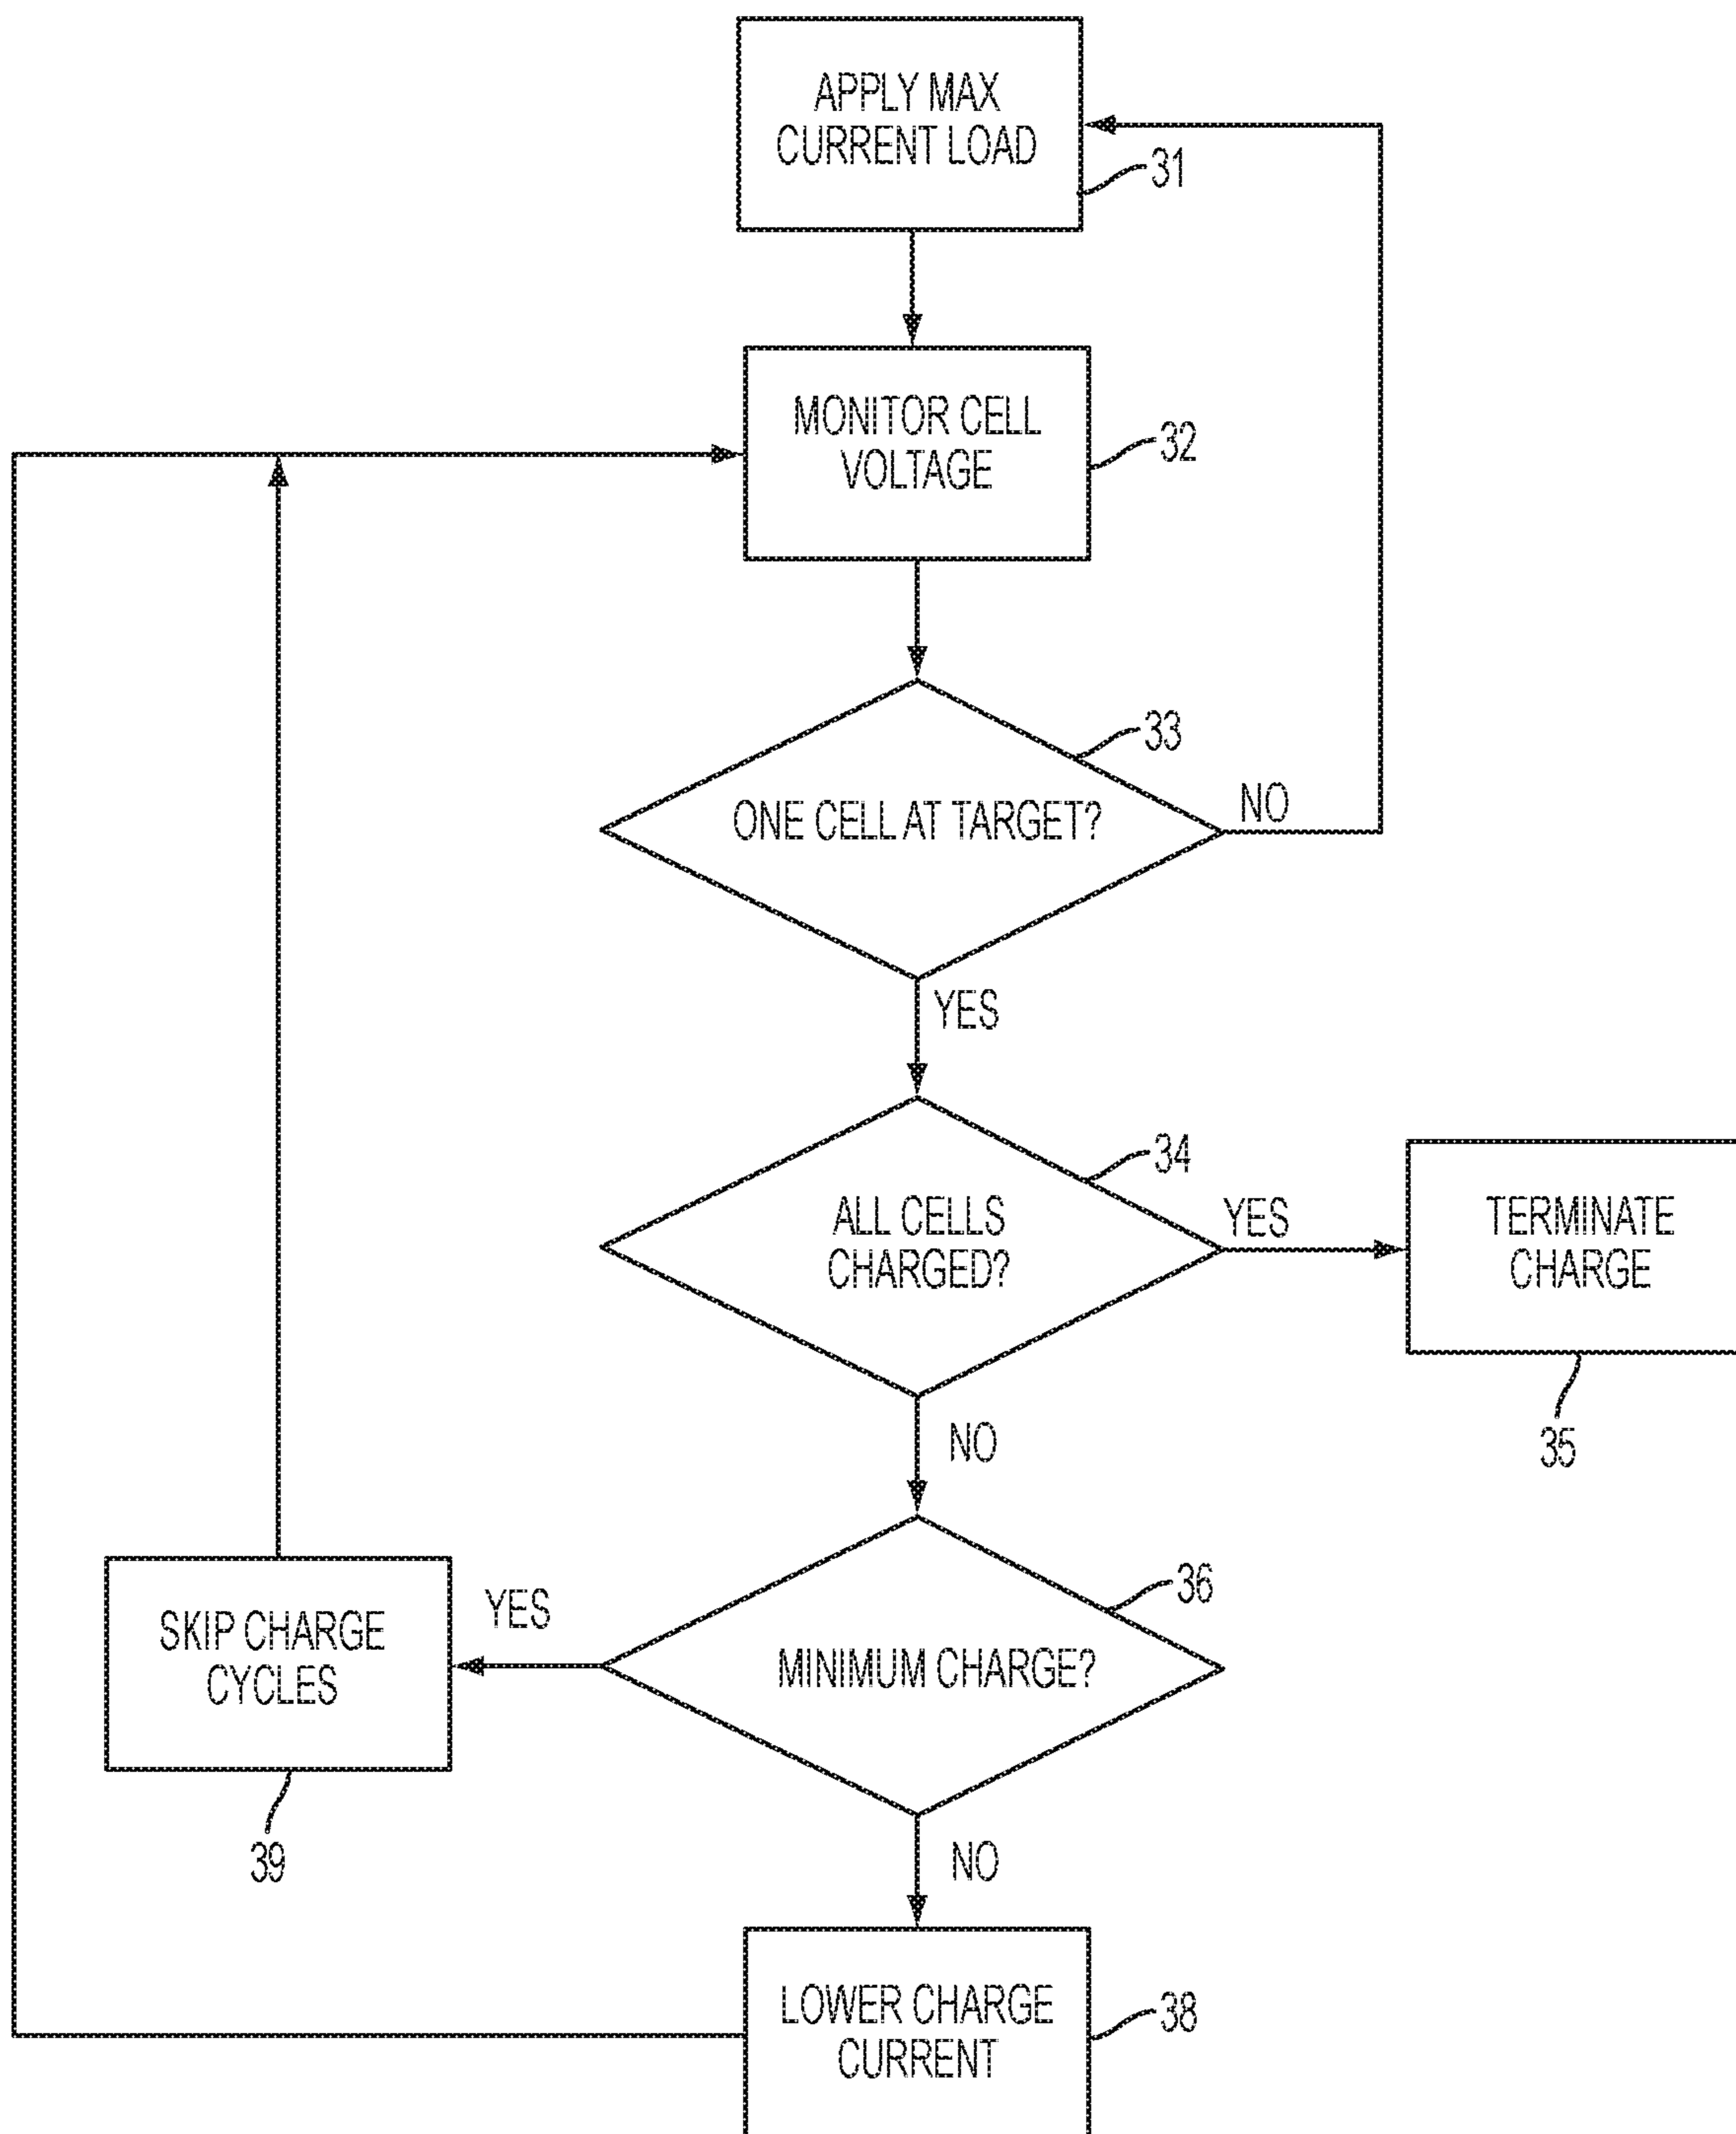 APPLY MAX
CURRENT LOAD
31
MONITOR CELL
VOLTAGE
32
33
ONE CELL AT TARGET?
NO
YES
34
ALL CELLS
CHARGED?
YES
TERMINATE
CHARGE
35
NO
36
MINIMUM CHARGE?
YES
SKIP CHARGE
CYCLES
39
NO
LOWER CHARGE
CURRENT
38